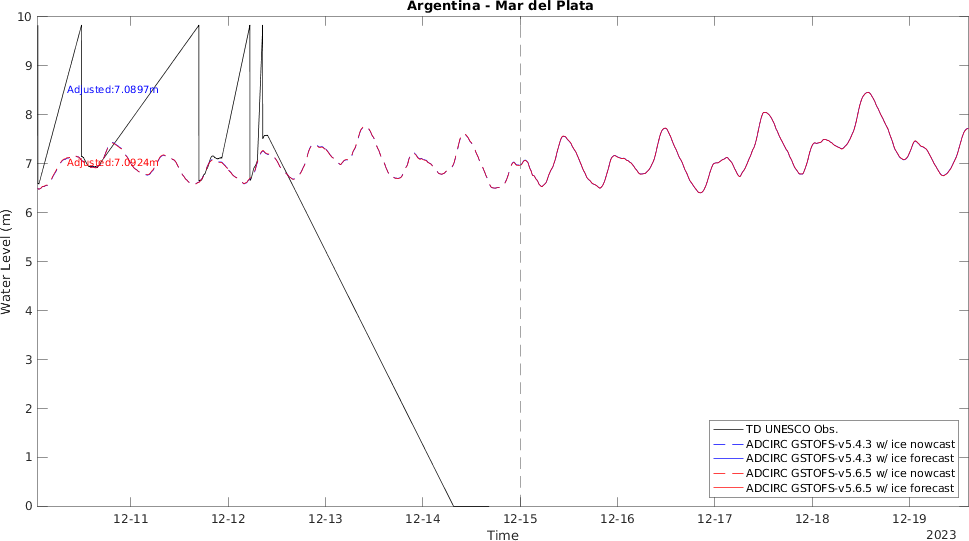 Argentina - Mar del Plata
10
9
8
7
6
5
4
3
2
1
0
Water Level (m)
Adjusted:7.0897m
Adjusted:7.0924m
TD UNESCO Obs.
ADCIRC GSTOFS-v5.4.3 w/ ice nowcast
ADCIRC GSTOFS-v5.4.3 w/ ice forecast
ADCIRC GSTOFS-v5.6.5 w/ ice nowcast
ADCIRC GSTOFS-v5.6.5 w/ ice forecast
12-11 12-12 12-13 12-14 12-15 12-16 12-17 12-18 12-19
Time
2023